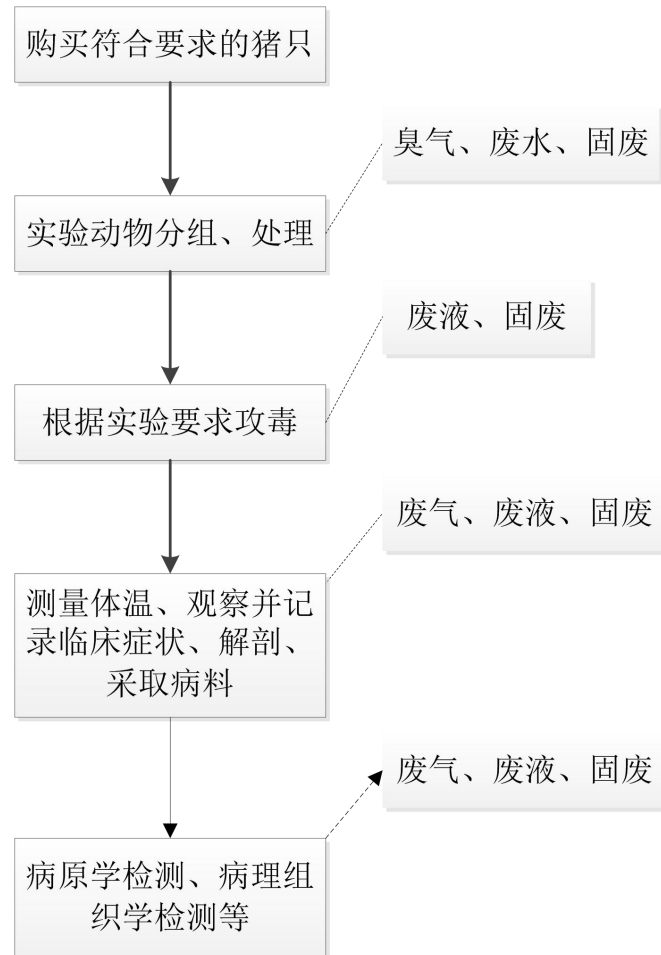 购买符合要求的猪只
臭气、废水、固废
实验动物分组、处理
废液、固废
根据实验要求攻毒
废气、废液、固废
测量体温、观察并记
录临床症状、解剖、
采取病料
废气、废液、固废
病原学检测、病理组
织学检测等